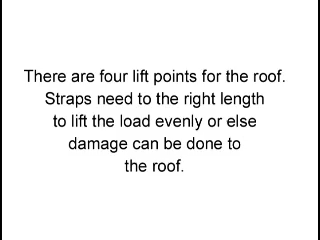 There are four lift points for the roof.
Straps need to the right length
to lift the load evenly or else
damage can be done to
the roof.